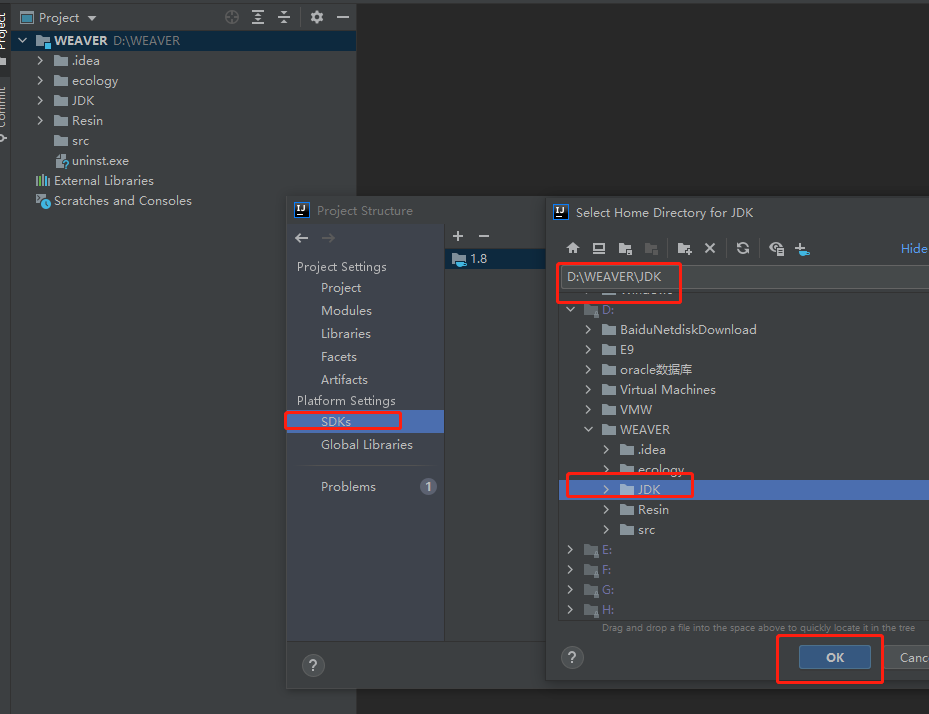 Project
Project
Commit
WEAVER D:\WEAVER
.idea
ecology
JDK
Resin
src
uninst.exe
External Libraries
Scratches and Consoles
Project Structure
Project Settings
Project
Modules
Libraries
Facets
Artifacts
Platform Settings
SDKs
Global Libraries
Problems 1
1.8
Select Home Directory for JDK
Hide
D:\WEAVER\JDK
D:
BaiduNetdiskDownload
E9
oracle数据库
Virtual Machines
VMW
WEAVER
.idea
ecology
JDK
Resin
src
E:
F:
G:
H:
Drag and drop a file into the space above to quickly locate it in the tree
?
?
OK
Canc